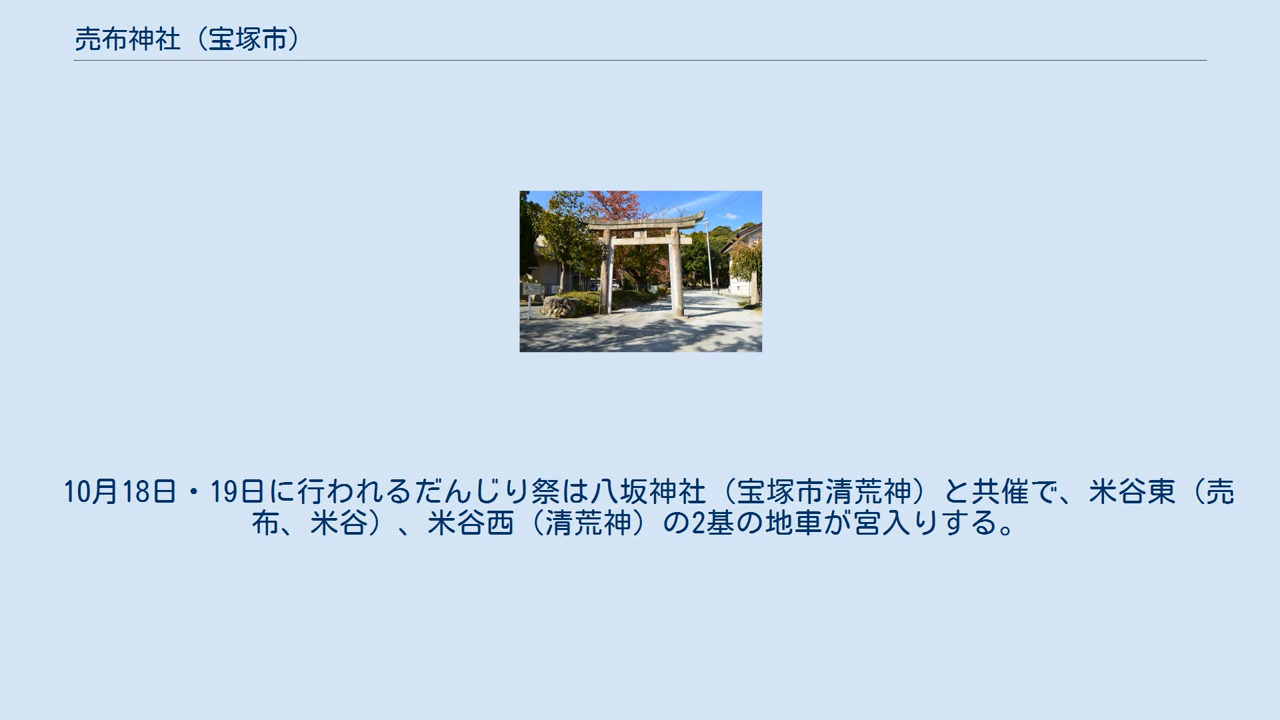 売布神社（宝塚市）
10月18日・19日に行われるだんじり祭は八坂神社（宝塚市清荒神）と共催で、米谷東（売
布、米谷）、米谷西（清荒神）の2基の地車が宮入りする。